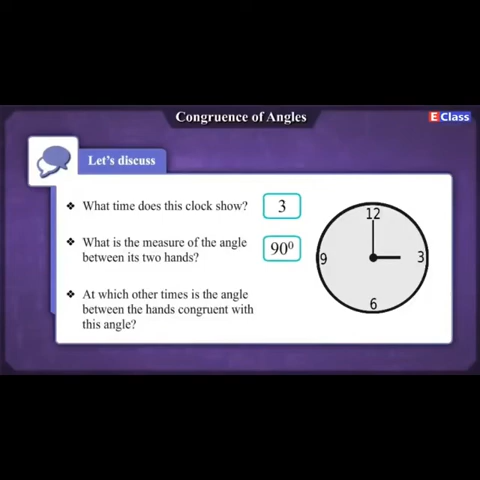 Congruence of Angles
E Class
Let's discuss
❖ What time does this clock show? 3
❖ What is the measure of the angle
between its two hands? 90⁰
❖ At which other times is the angle
between the hands congruent with
this angle?
12
9 3
6